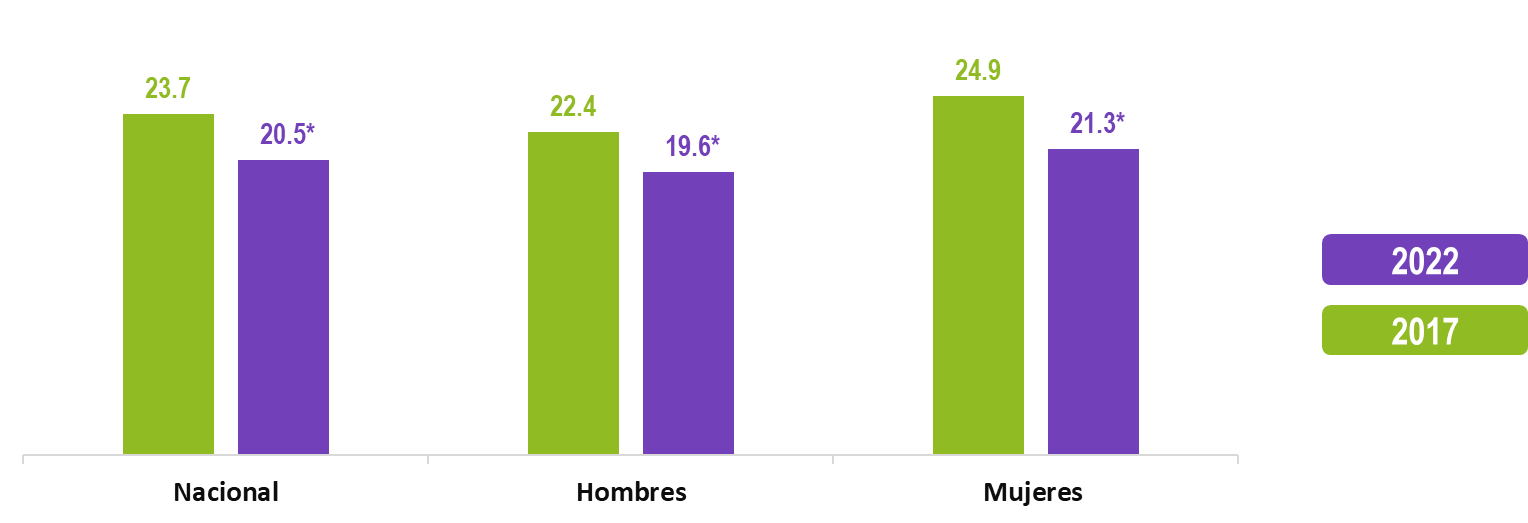 23.7
20.5*
22.4
19.6*
24.9
21.3*
Nacional
Hombres
Mujeres
2022
2017